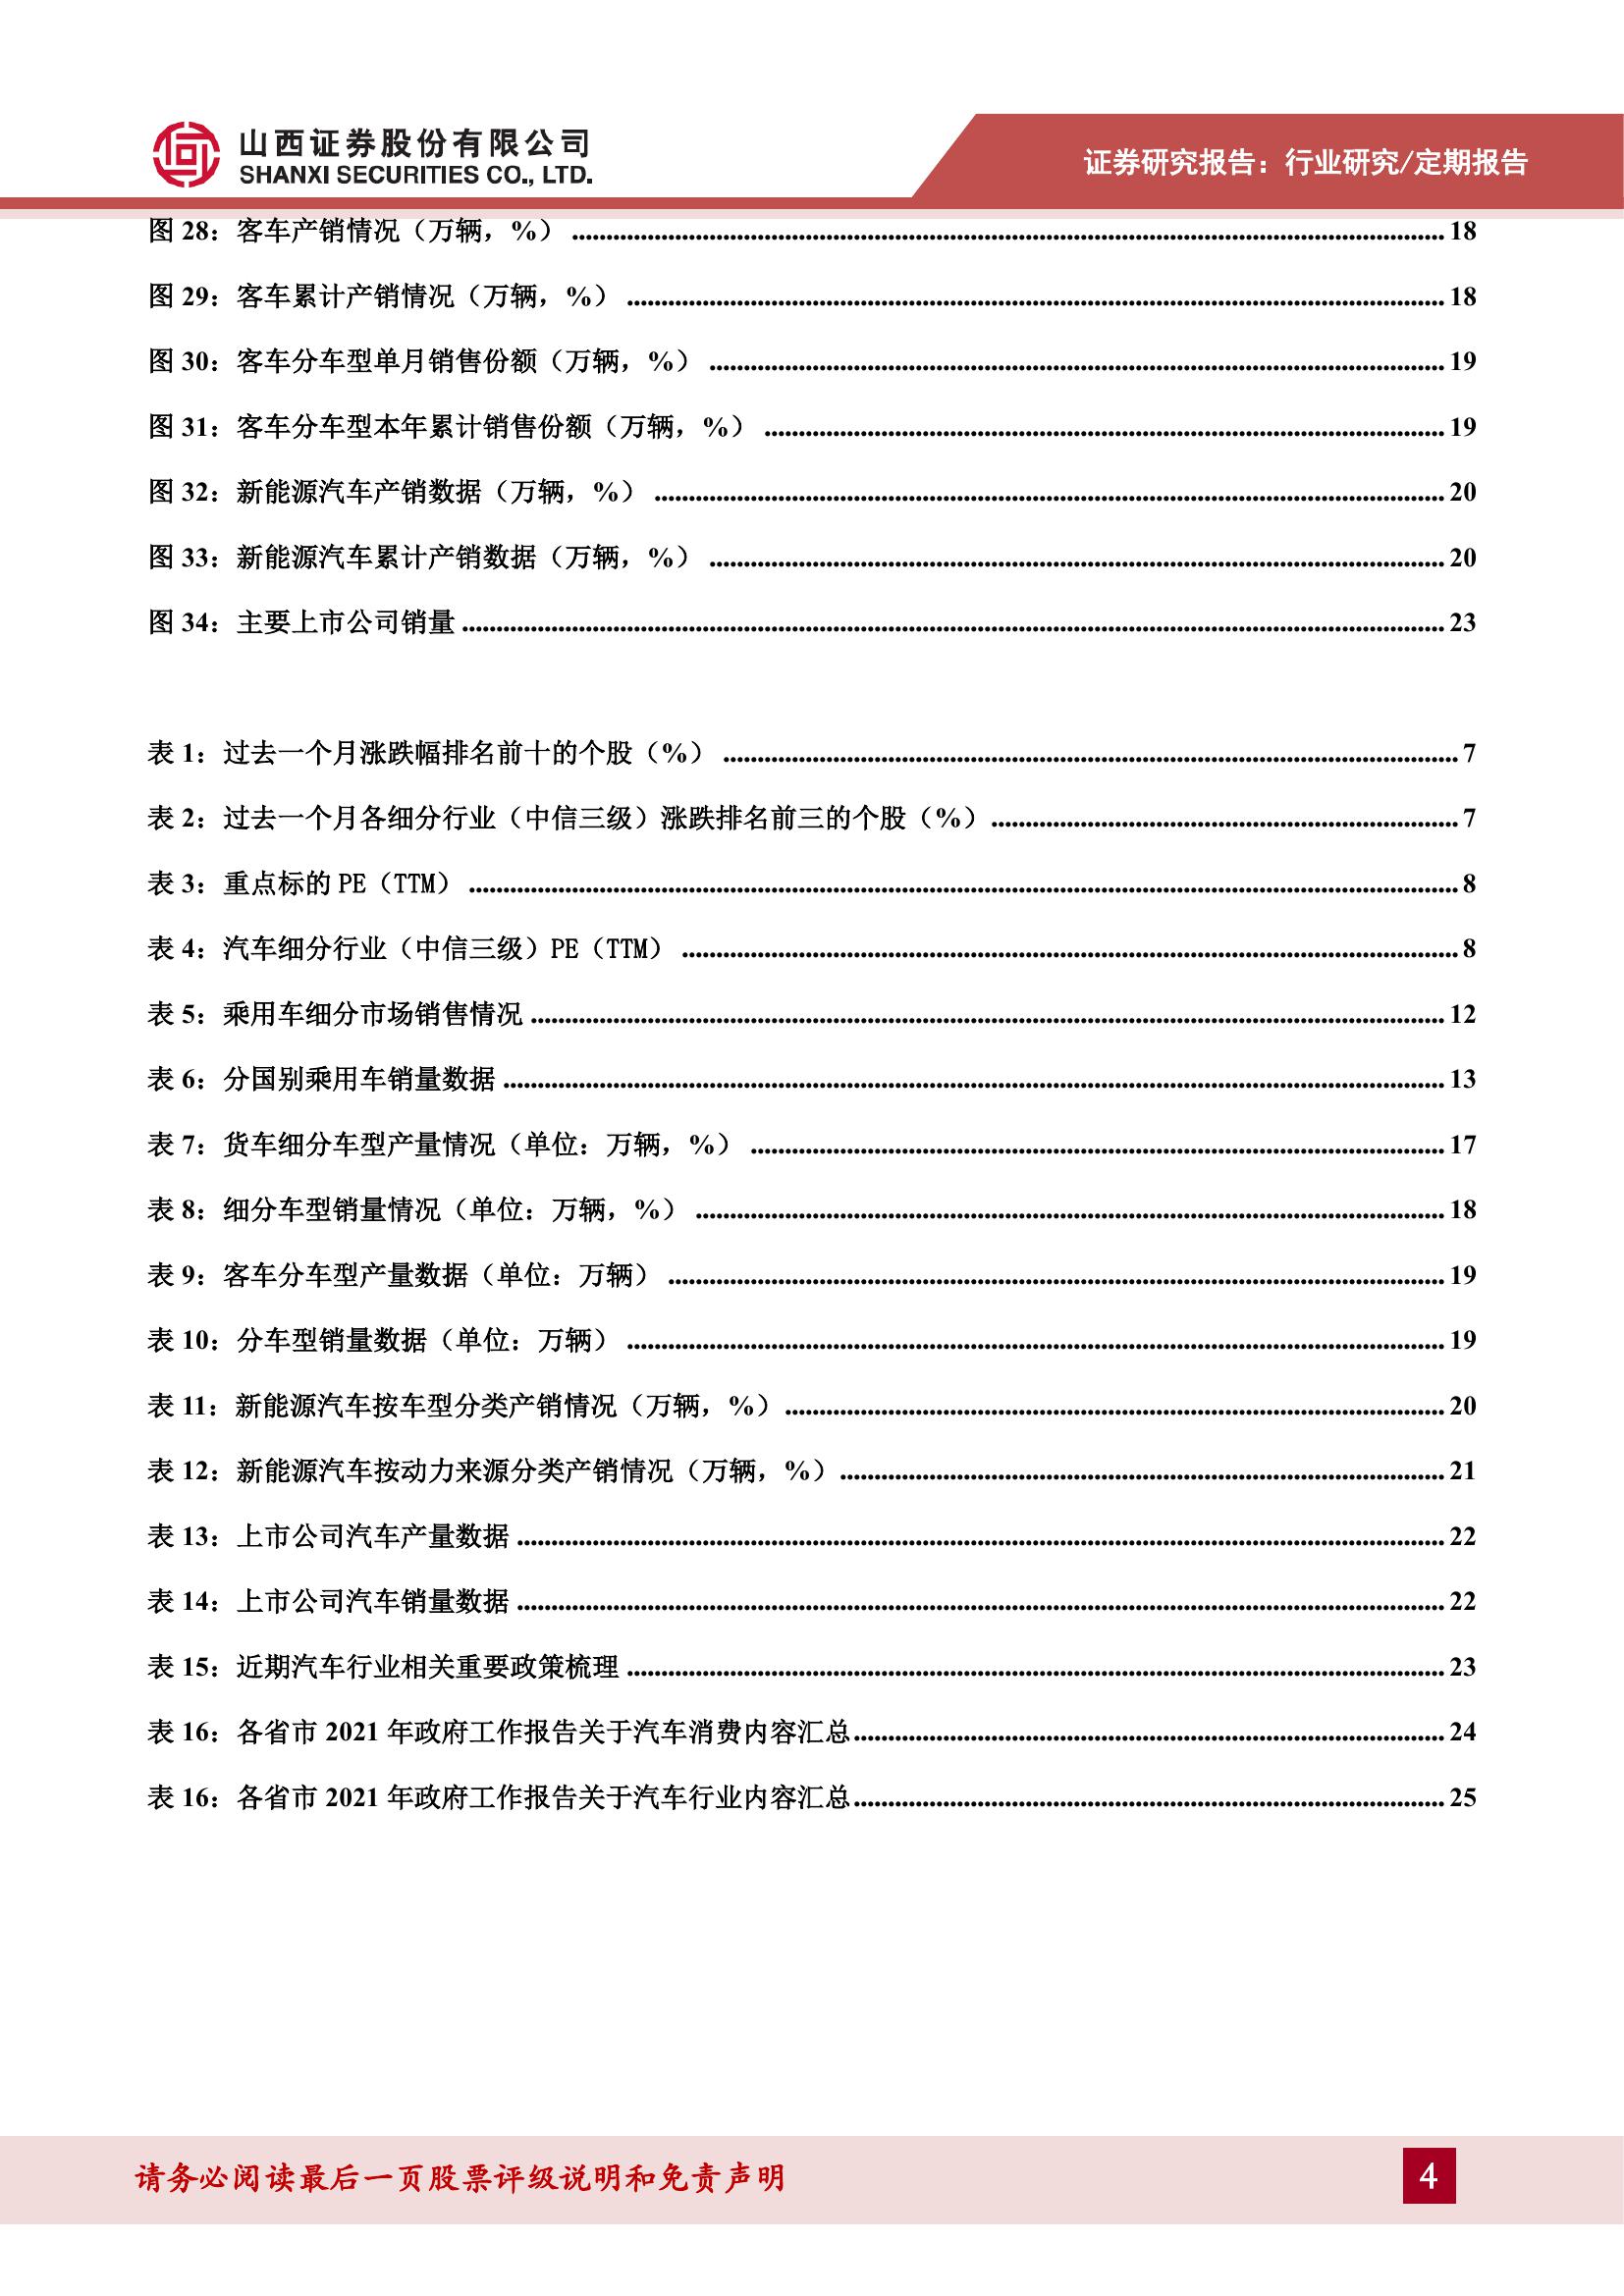 山西证券股份有限公司
SHANXI SECURITIES CO., LTD.
证券研究报告：行业研究/定期报告
图 28：客车产销情况（万辆，%） ........................................ 18
图 29：客车累计产销情况（万辆，%） ........................................ 18
图 30：客车分车型单月销售份额（万辆，%） ........................................ 19
图 31：客车分车型本年累计销售份额（万辆，%） ........................................ 19
图 32：新能源汽车产销数据（万辆，%） ........................................ 20
图 33：新能源汽车累计产销数据（万辆，%） ........................................ 20
图 34：主要上市公司销量 ........................................ 23
表 1：过去一个月涨跌幅排名前十的个股（%） ........................................ 7
表 2：过去一个月各细分行业（中信三级）涨跌排名前三的个股（%） ........................................ 7
表 3：重点标的 PE（TTM） ........................................ 8
表 4：汽车细分行业（中信三级）PE（TTM） ........................................ 8
表 5：乘用车细分市场销售情况 ........................................ 12
表 6：分国别乘用车销量数据 ........................................ 13
表 7：货车细分车型产量情况（单位：万辆，%） ........................................ 17
表 8：细分车型销量情况（单位：万辆，%） ........................................ 18
表 9：客车分车型产量数据（单位：万辆） ........................................ 19
表 10：分车型销量数据（单位：万辆） ........................................ 19
表 11：新能源汽车按车型分类产销情况（万辆，%） ........................................ 20
表 12：新能源汽车按动力来源分类产销情况（万辆，%） ........................................ 21
表 13：上市公司汽车产量数据 ........................................ 22
表 14：上市公司汽车销量数据 ........................................ 22
表 15：近期汽车行业相关重要政策梳理 ........................................ 23
表 16：各省市 2021 年政府工作报告关于汽车消费内容汇总 ........................................ 24
表 16：各省市 2021 年政府工作报告关于汽车行业内容汇总 ........................................ 25
请务必阅读最后一页股票评级说明和免责声明
4